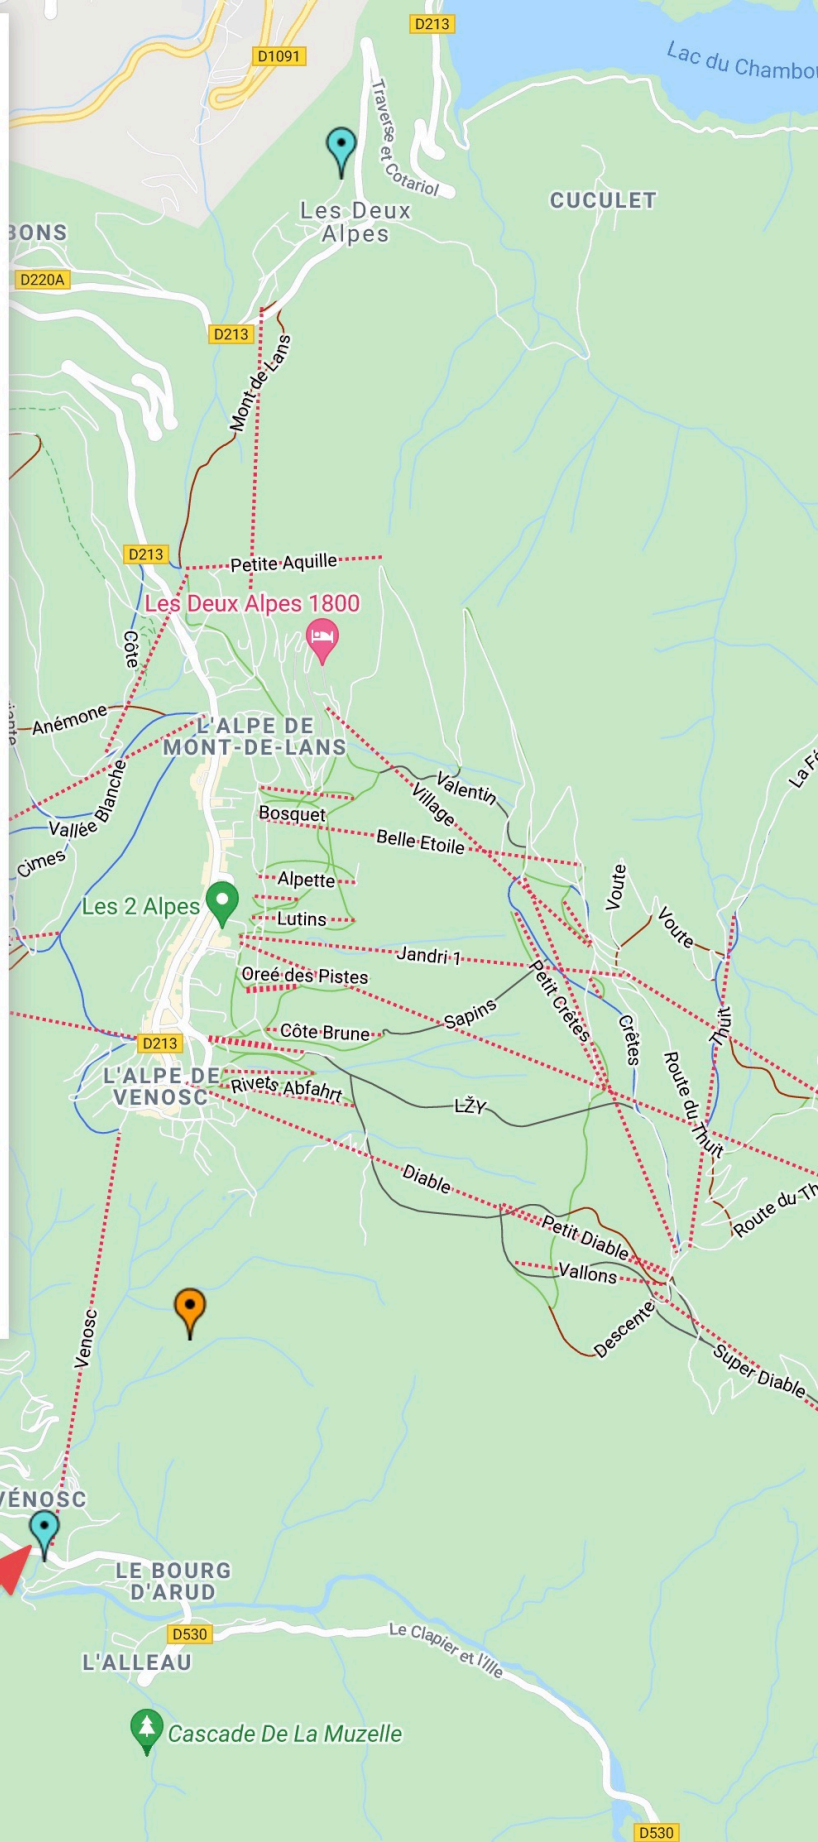 D213
D1091
Lac du Chambo
Traverse et Cotariol
Les Deux
Alpes
CUCULET
BONS
D220A
D213
Mont de Lans
D213
Petite Aquille
Les Deux Alpes 1800
Côte
Anémone
L'ALPE DE
MONT-DE-LANS
Valentin
Village
Vallée Blanche
Bosquet
Belle Etoile
Cimes
Alpette
Voute
Voute
Les 2 Alpes
Lutins
Jandri 1
Oreé des Pistes
Petit Crêtes
Sapins
Crêtes
Thuit
Côte Brune
D213
L'ALPE DE
VENOSC
Rivets Abfahrt
LŽY
Route du Thuit
Diable
Petit Diable
Route du Th
Vallons
Descente
Super Diable
Venosc
VÉNOSC
LE BOURG
D'ARUD
D530
Le Clapier et l'Ille
L'ALLEAU
Cascade De La Muzelle
D530